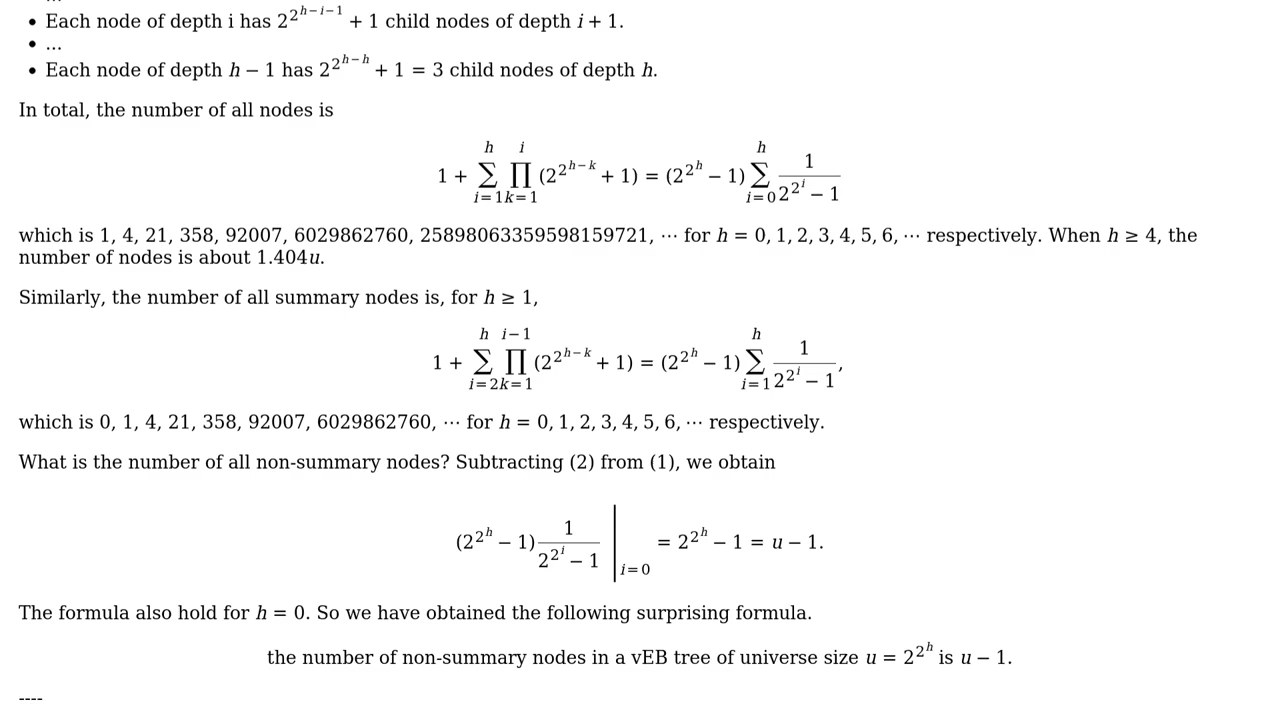 ...
• Each node of depth i has 2^{2^{h−i−1}} + 1 child nodes of depth i + 1.
• ...
• Each node of depth h − 1 has 2^{2^{h−h}} + 1 = 3 child nodes of depth h.
In total, the number of all nodes is
1 + ∑_{i=1}^{h} ∏_{k=1}^{i} (2^{2^{h−k}} + 1) = (2^{2^h} − 1) ∑_{i=0}^{h} \frac{1}{2^{2^i} − 1}
which is 1, 4, 21, 358, 92007, 6029862760, 25898063359598159721, ⋯ for h = 0, 1, 2, 3, 4, 5, 6, ⋯ respectively. When h ≥ 4, the
number of nodes is about 1.404u.
Similarly, the number of all summary nodes is, for h ≥ 1,
1 + ∑_{i=2}^{h} ∏_{k=1}^{i−1} (2^{2^{h−k}} + 1) = (2^{2^h} − 1) ∑_{i=1}^{h} \frac{1}{2^{2^i} − 1},
which is 0, 1, 4, 21, 358, 92007, 6029862760, ⋯ for h = 0, 1, 2, 3, 4, 5, 6, ⋯ respectively.
What is the number of all non-summary nodes? Subtracting (2) from (1), we obtain
(2^{2^h} − 1) \frac{1}{2^{2^i} − 1} |_{i=0} = 2^{2^h} − 1 = u − 1.
The formula also hold for h = 0. So we have obtained the following surprising formula.
the number of non-summary nodes in a vEB tree of universe size u = 2^{2^h} is u − 1.
----